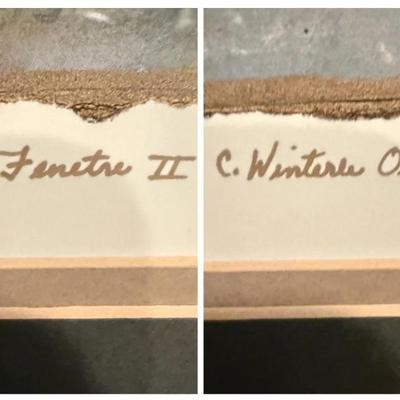 Fenetre II
C. Winterle O